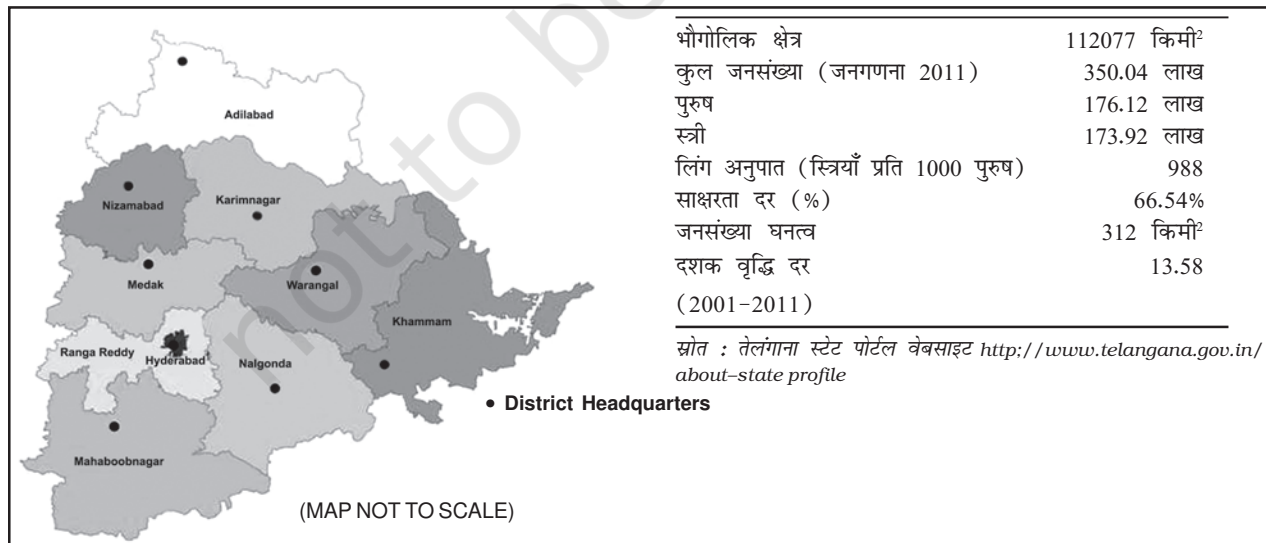 not to be
Adilabad
Nizamabad
Karimnagar
Medak
Warangal
Khammam
Ranga Reddy
Hyderabad
Nalgonda
Mahaboobnagar
• District Headquarters
(MAP NOT TO SCALE)
भौगोलिक क्षेत्र 112077 किमी²
कुल जनसंख्या (जनगणना 2011) 350.04 लाख
पुरुष 176.12 लाख
स्त्री 173.92 लाख
लिंग अनुपात (स्त्रियाँ प्रति 1000 पुरुष) 988
साक्षरता दर (%) 66.54%
जनसंख्या घनत्व 312 किमी²
दशक वृद्धि दर 13.58
(2001-2011)
स्रोत : तेलंगाना स्टेट पोर्टल वेबसाइट http;//www.telangana.gov.in/
about–state profile